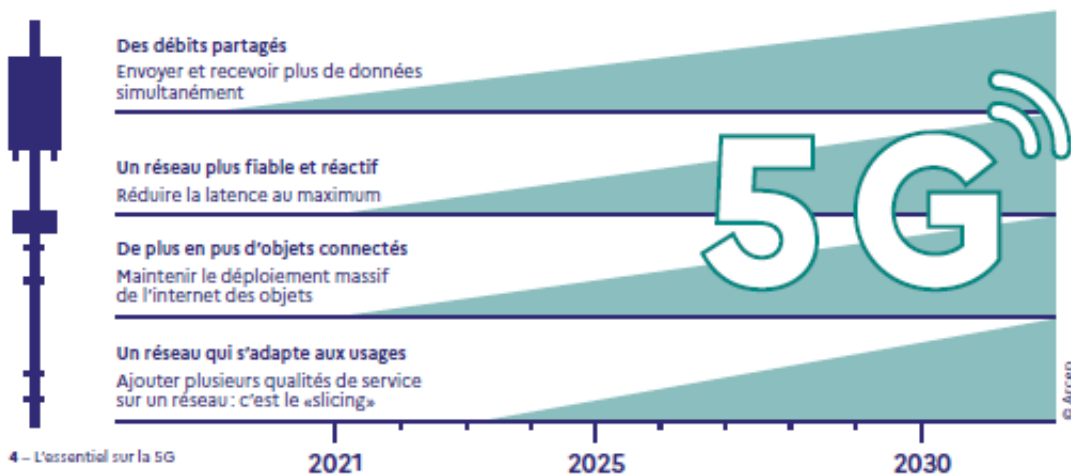 Des débits partagés
Envoyer et recevoir plus de données
simultanément
Un réseau plus fiable et réactif
Réduire la latence au maximum
De plus en pus d'objets connectés
Maintenir le déploiement massif
de l'internet des objets
Un réseau qui s'adapte aux usages
Ajouter plusieurs qualités de service
sur un réseau : c'est le «slicing»
5G
© Arcep
4 – L'essentiel sur la 5G
2021
2025
2030